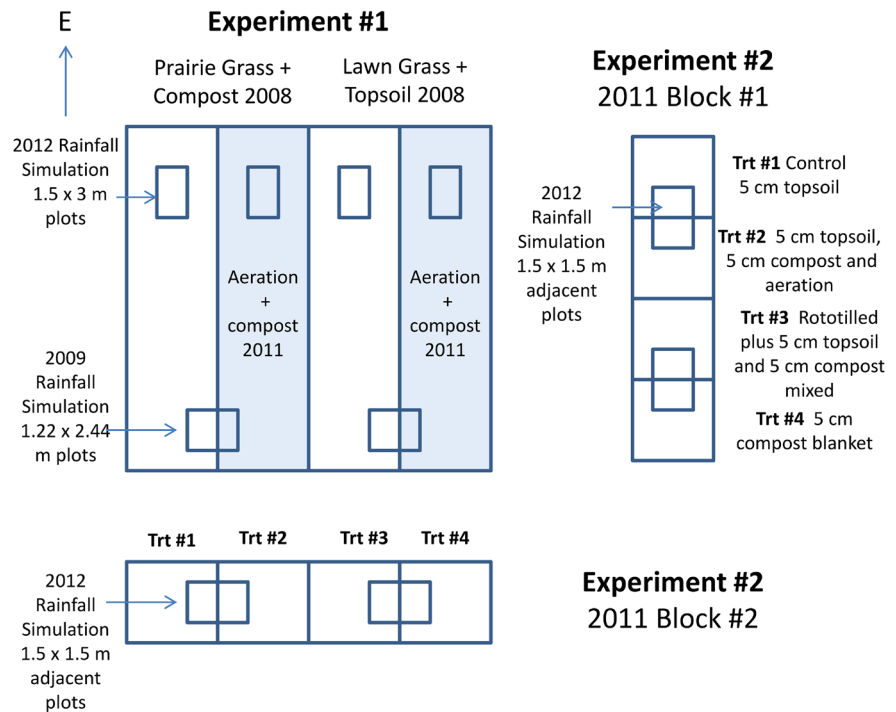 E
Experiment #1
Prairie Grass +
Compost 2008
Lawn Grass +
Topsoil 2008
2012 Rainfall
Simulation
1.5 x 3 m
plots
Aeration
+
compost
2011
Aeration
+
compost
2011
2009
Rainfall
Simulation
1.22 x 2.44
m plots
Experiment #2
2011 Block #1
2012
Rainfall
Simulation
1.5 x 1.5 m
adjacent
plots
Trt #1 Control
5 cm topsoil
Trt #2 5 cm topsoil,
5 cm compost and
aeration
Trt #3 Rototilled
plus 5 cm topsoil
and 5 cm compost
mixed
Trt #4 5 cm
compost blanket
Trt #1 Trt #2 Trt #3 Trt #4
2012
Rainfall
Simulation
1.5 x 1.5 m
adjacent
plots
Experiment #2
2011 Block #2